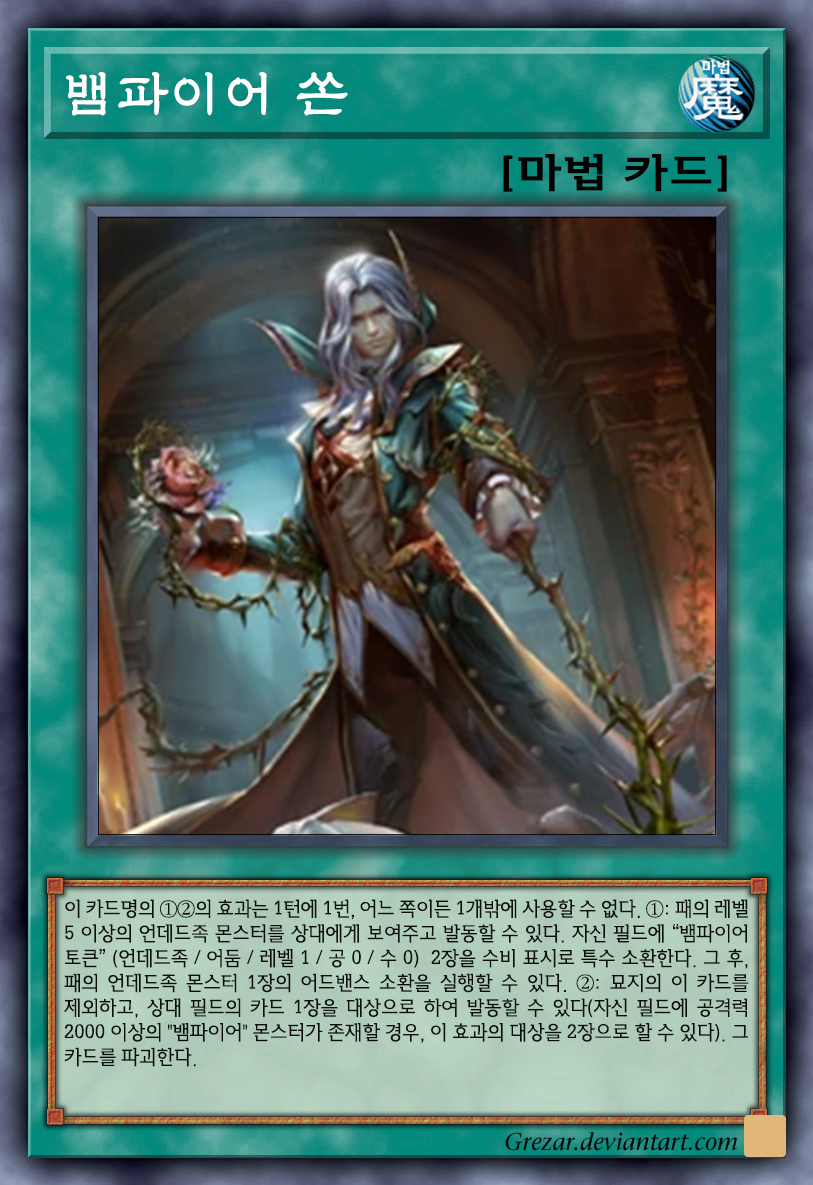 뱀파이어 쏜
마법
魔
[마법 카드]
이 카드명의 ①②의 효과는 1턴에 1번, 어느 쪽이든 1개밖에 사용할 수 없다. ①: 패의 레벨
5 이상의 언데드족 몬스터를 상대에게 보여주고 발동할 수 있다. 자신 필드에 “뱀파이어
토큰” (언데드족 / 어둠 / 레벨 1 / 공 0 / 수 0) 2장을 수비 표시로 특수 소환한다. 그 후,
패의 언데드족 몬스터 1장의 어드밴스 소환을 실행할 수 있다. ②: 묘지의 이 카드를
제외하고, 상대 필드의 카드 1장을 대상으로 하여 발동할 수 있다(자신 필드에 공격력
2000 이상의 "뱀파이어" 몬스터가 존재할 경우, 이 효과의 대상을 2장으로 할 수 있다). 그
카드를 파괴한다.
Grezar.deviantart.com